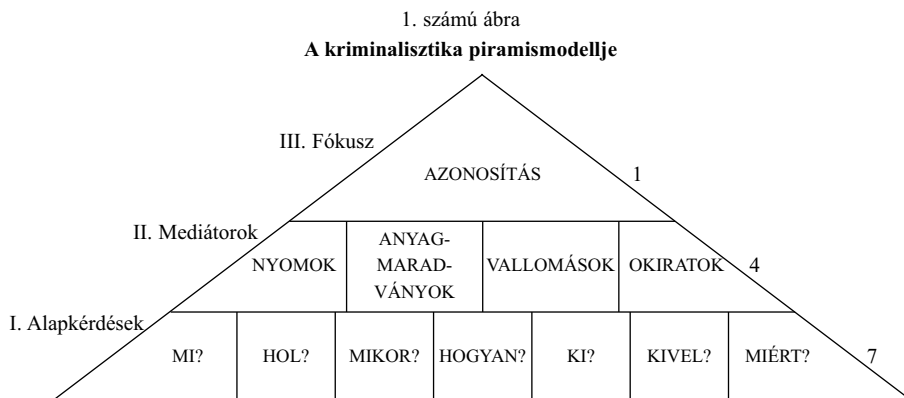 1. számú ábra
A kriminalisztika piramismodellje
III. Fókusz
AZONOSÍTÁS
1
II. Mediátorok
NYOMOK
ANYAG-
MARAD-
VÁNYOK
VALLOMÁSOK
OKIRATOK
4
I. Alapkérdések
MI?
HOL?
MIKOR?
HOGYAN?
KI?
KIVEL?
MIÉRT?
7